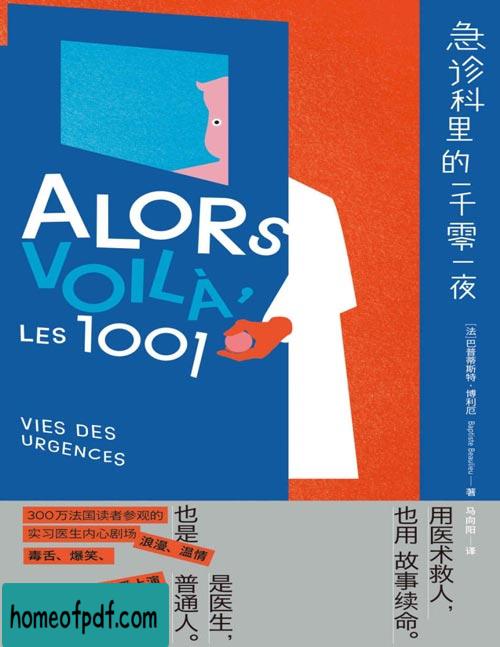 急诊科里的一千零一夜
[法]巴普蒂斯特·博利厄
Baptiste Beaulieu
著
马向阳
译
ALORS
VOILÀ,
LES 1001
VIES DES
URGENCES
300万法国读者参观的
实习医生内心剧场
毒舌、爆笑、
浪漫、温情
上演
用医术救人,
也用故事续命。
是医生,
也是普通人。
homeofpdf.com